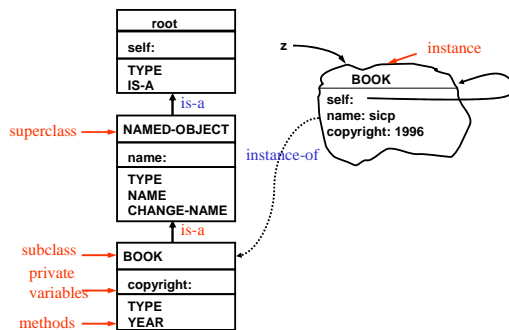 root
self:
TYPE
IS-A
is-a
superclass
NAMED-OBJECT
name:
TYPE
NAME
CHANGE-NAME
is-a
subclass
BOOK
private
variables
copyright:
methods
TYPE
YEAR
z
instance
BOOK
self:
name: sicp
copyright: 1996
instance-of